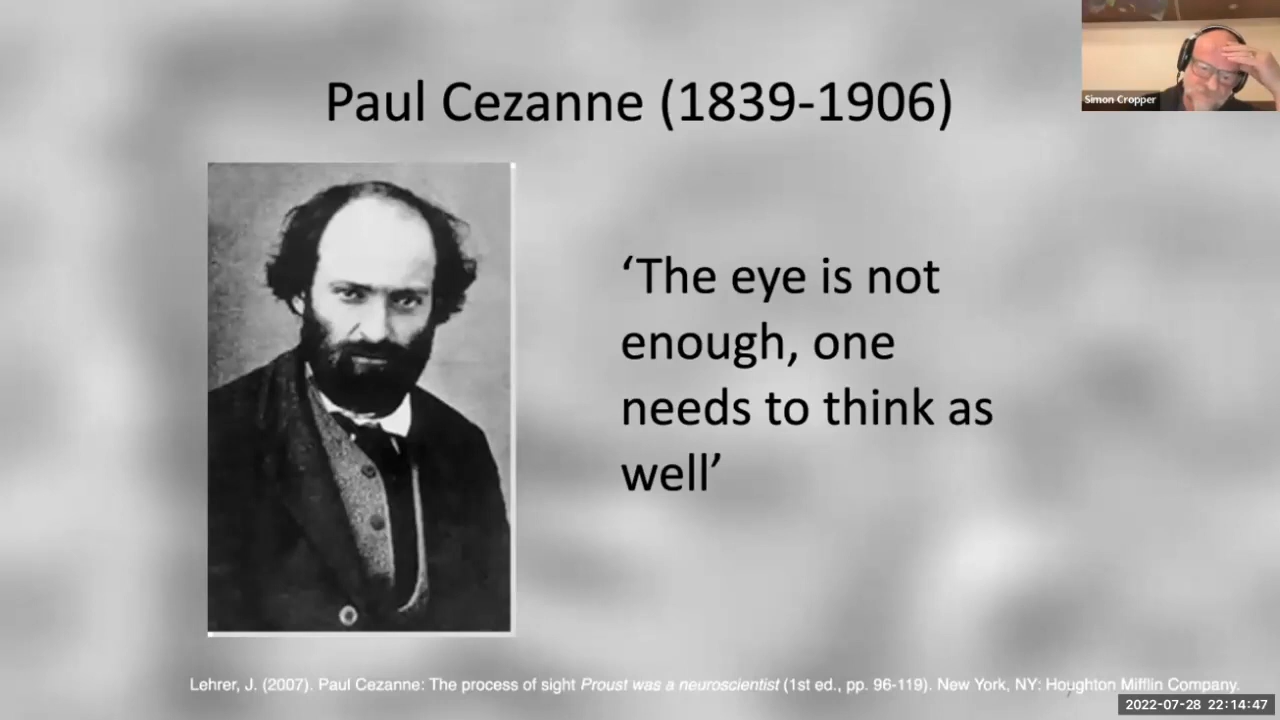 Simon Cropper
Paul Cezanne (1839-1906)
‘The eye is not
enough, one
needs to think as
well’
Lehrer, J. (2007). Paul Cezanne: The process of sight Proust was a neuroscientist (1st ed., pp. 96-119). New York, NY: Houghton Mifflin Company.
2022-07-28 22:14:47